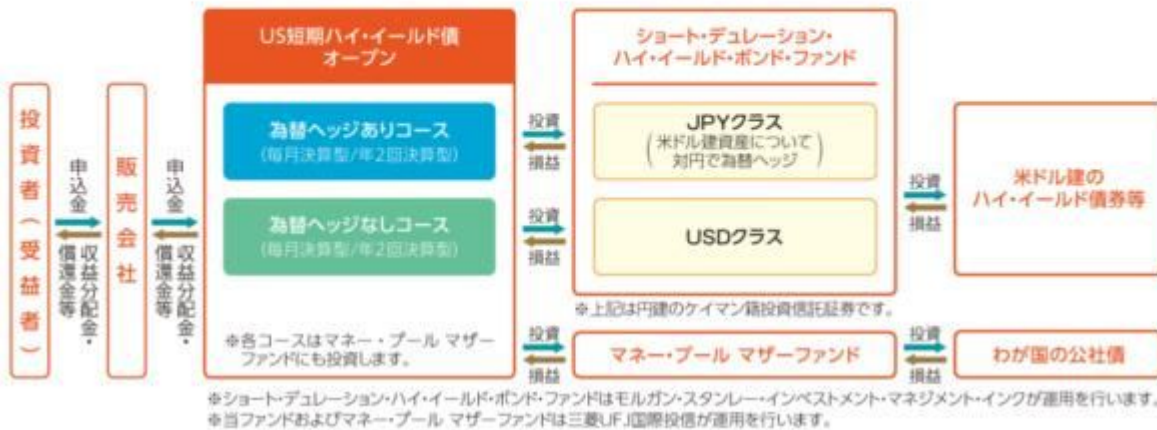 US短期ハイ・イールド債
オープン
ショート・デュレーション・
ハイ・イールド・ボンド・ファンド
投資者(受益者)
申込金
収益分配金・
償還金等
販売会社
申込金
収益分配金・
償還金等
為替ヘッジありコース
(毎月決算型/年2回決算型)
投資
損益
JPYクラス
(米ドル建資産について
対円で為替ヘッジ)
為替ヘッジなしコース
(毎月決算型/年2回決算型)
投資
損益
USDクラス
投資
損益
米ドル建の
ハイ・イールド債券等
※上記は円建のケイマン籍投資信託証券です。
※各コースはマネー・プール マザー
ファンドにも投資します。
投資
損益
マネー・プール マザーファンド
投資
損益
わが国の公社債
※ショート・デュレーション・ハイ・イールド・ボンド・ファンドはモルガン・スタンレー・インベストメント・マネジメント・インクが運用を行います。
※当ファンドおよびマネー・プール マザーファンドは三菱UFJ国際投信が運用を行います。